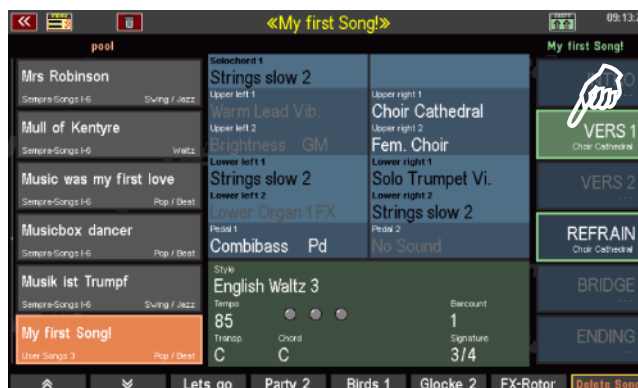 MENU
«My first Song!»
09:13:2
pool
My first Song!
Mrs Robinson
Sempra-Songs I-6 Swing / Jazz
Mull of Kentyre
Sempra-Songs I-6 Waltz
Music was my first love
Sempra-Songs I-6 Pop / Beat
Musicbox dancer
Sempra-Songs I-6 Pop / Beat
Musik ist Trumpf
Sempra-Songs I-6 Swing / Jazz
My first Song!
User Songs 3 Pop / Beat
Solochord 1
Strings slow 2
Upper left 1
Warm Lead Vib.
Upper right 1
Choir Cathedral
Upper left 2
Brightness GM
Upper right 2
Fem. Choir
Lower left 1
Strings slow 2
Lower right 1
Solo Trumpet Vi.
Lower left 2
Lower Organ 1 FX
Lower right 2
Strings slow 2
Pedal 1
Combibass Pd
Pedal 2
No Sound
Style
English Waltz 3
Tempo
85
Barcount
1
Transp.
C
Chord
C
Signature
3/4
VERS 1
Choir Cathedral
VERS 2
REFRAIN
Choir Cathedral
BRIDGE
ENDING
Lets go Party 2 Birds 1 Glocke 2 FX-Rotor Delete Song